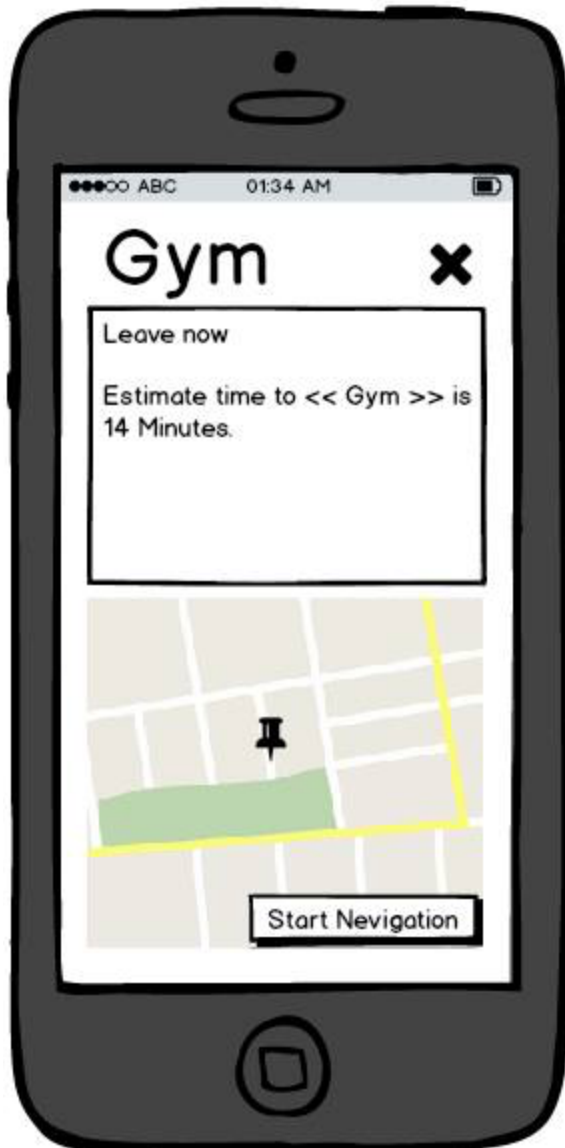 ABC 01:34 AM
Gym
Leave now
Estimate time to << Gym >> is
14 Minutes.
Start Nevigation